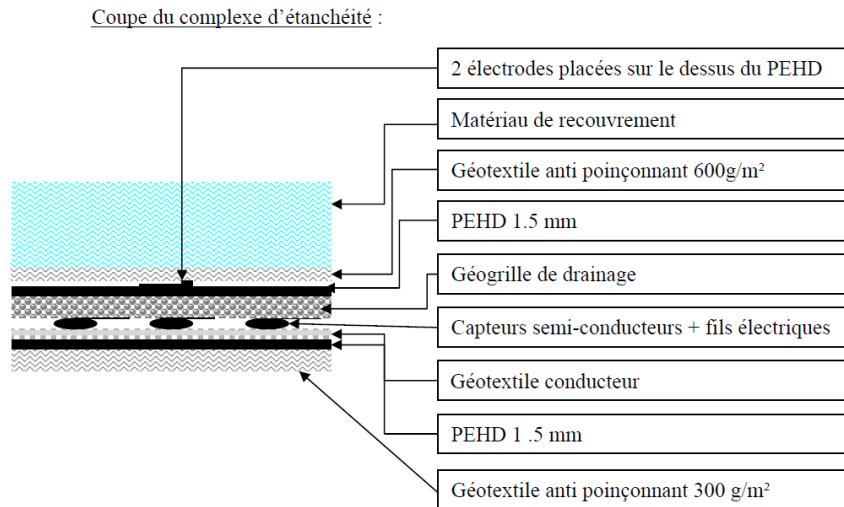 Coupe du complexe d’étanchéité :
2 électrodes placées sur le dessus du PEHD
Matériau de recouvrement
Géotextile anti poinçonnant 600g/m²
PEHD 1.5 mm
Géogrille de drainage
Capteurs semi-conducteurs + fils électriques
Géotextile conducteur
PEHD 1 .5 mm
Géotextile anti poinçonnant 300 g/m²